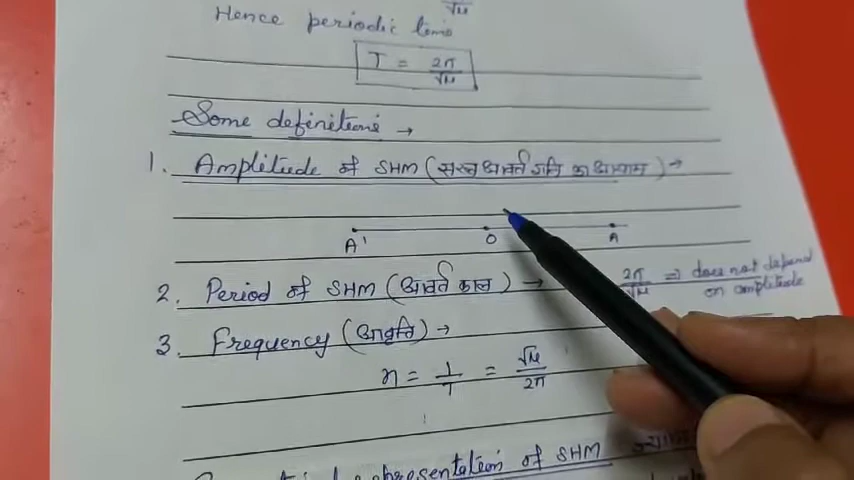 √μ
Hence periodic time
T = 2π/√μ
Some definitions →
1. Amplitude of SHM (सरल आवर्त गति का आयाम) →
A' O A
2. Period of SHM (आवर्त काल) → 2π/√μ ⇒ does not depend on amplitude
3. Frequency (आवृत्ति) →
n = 1/T = √μ/2π
representation of SHM